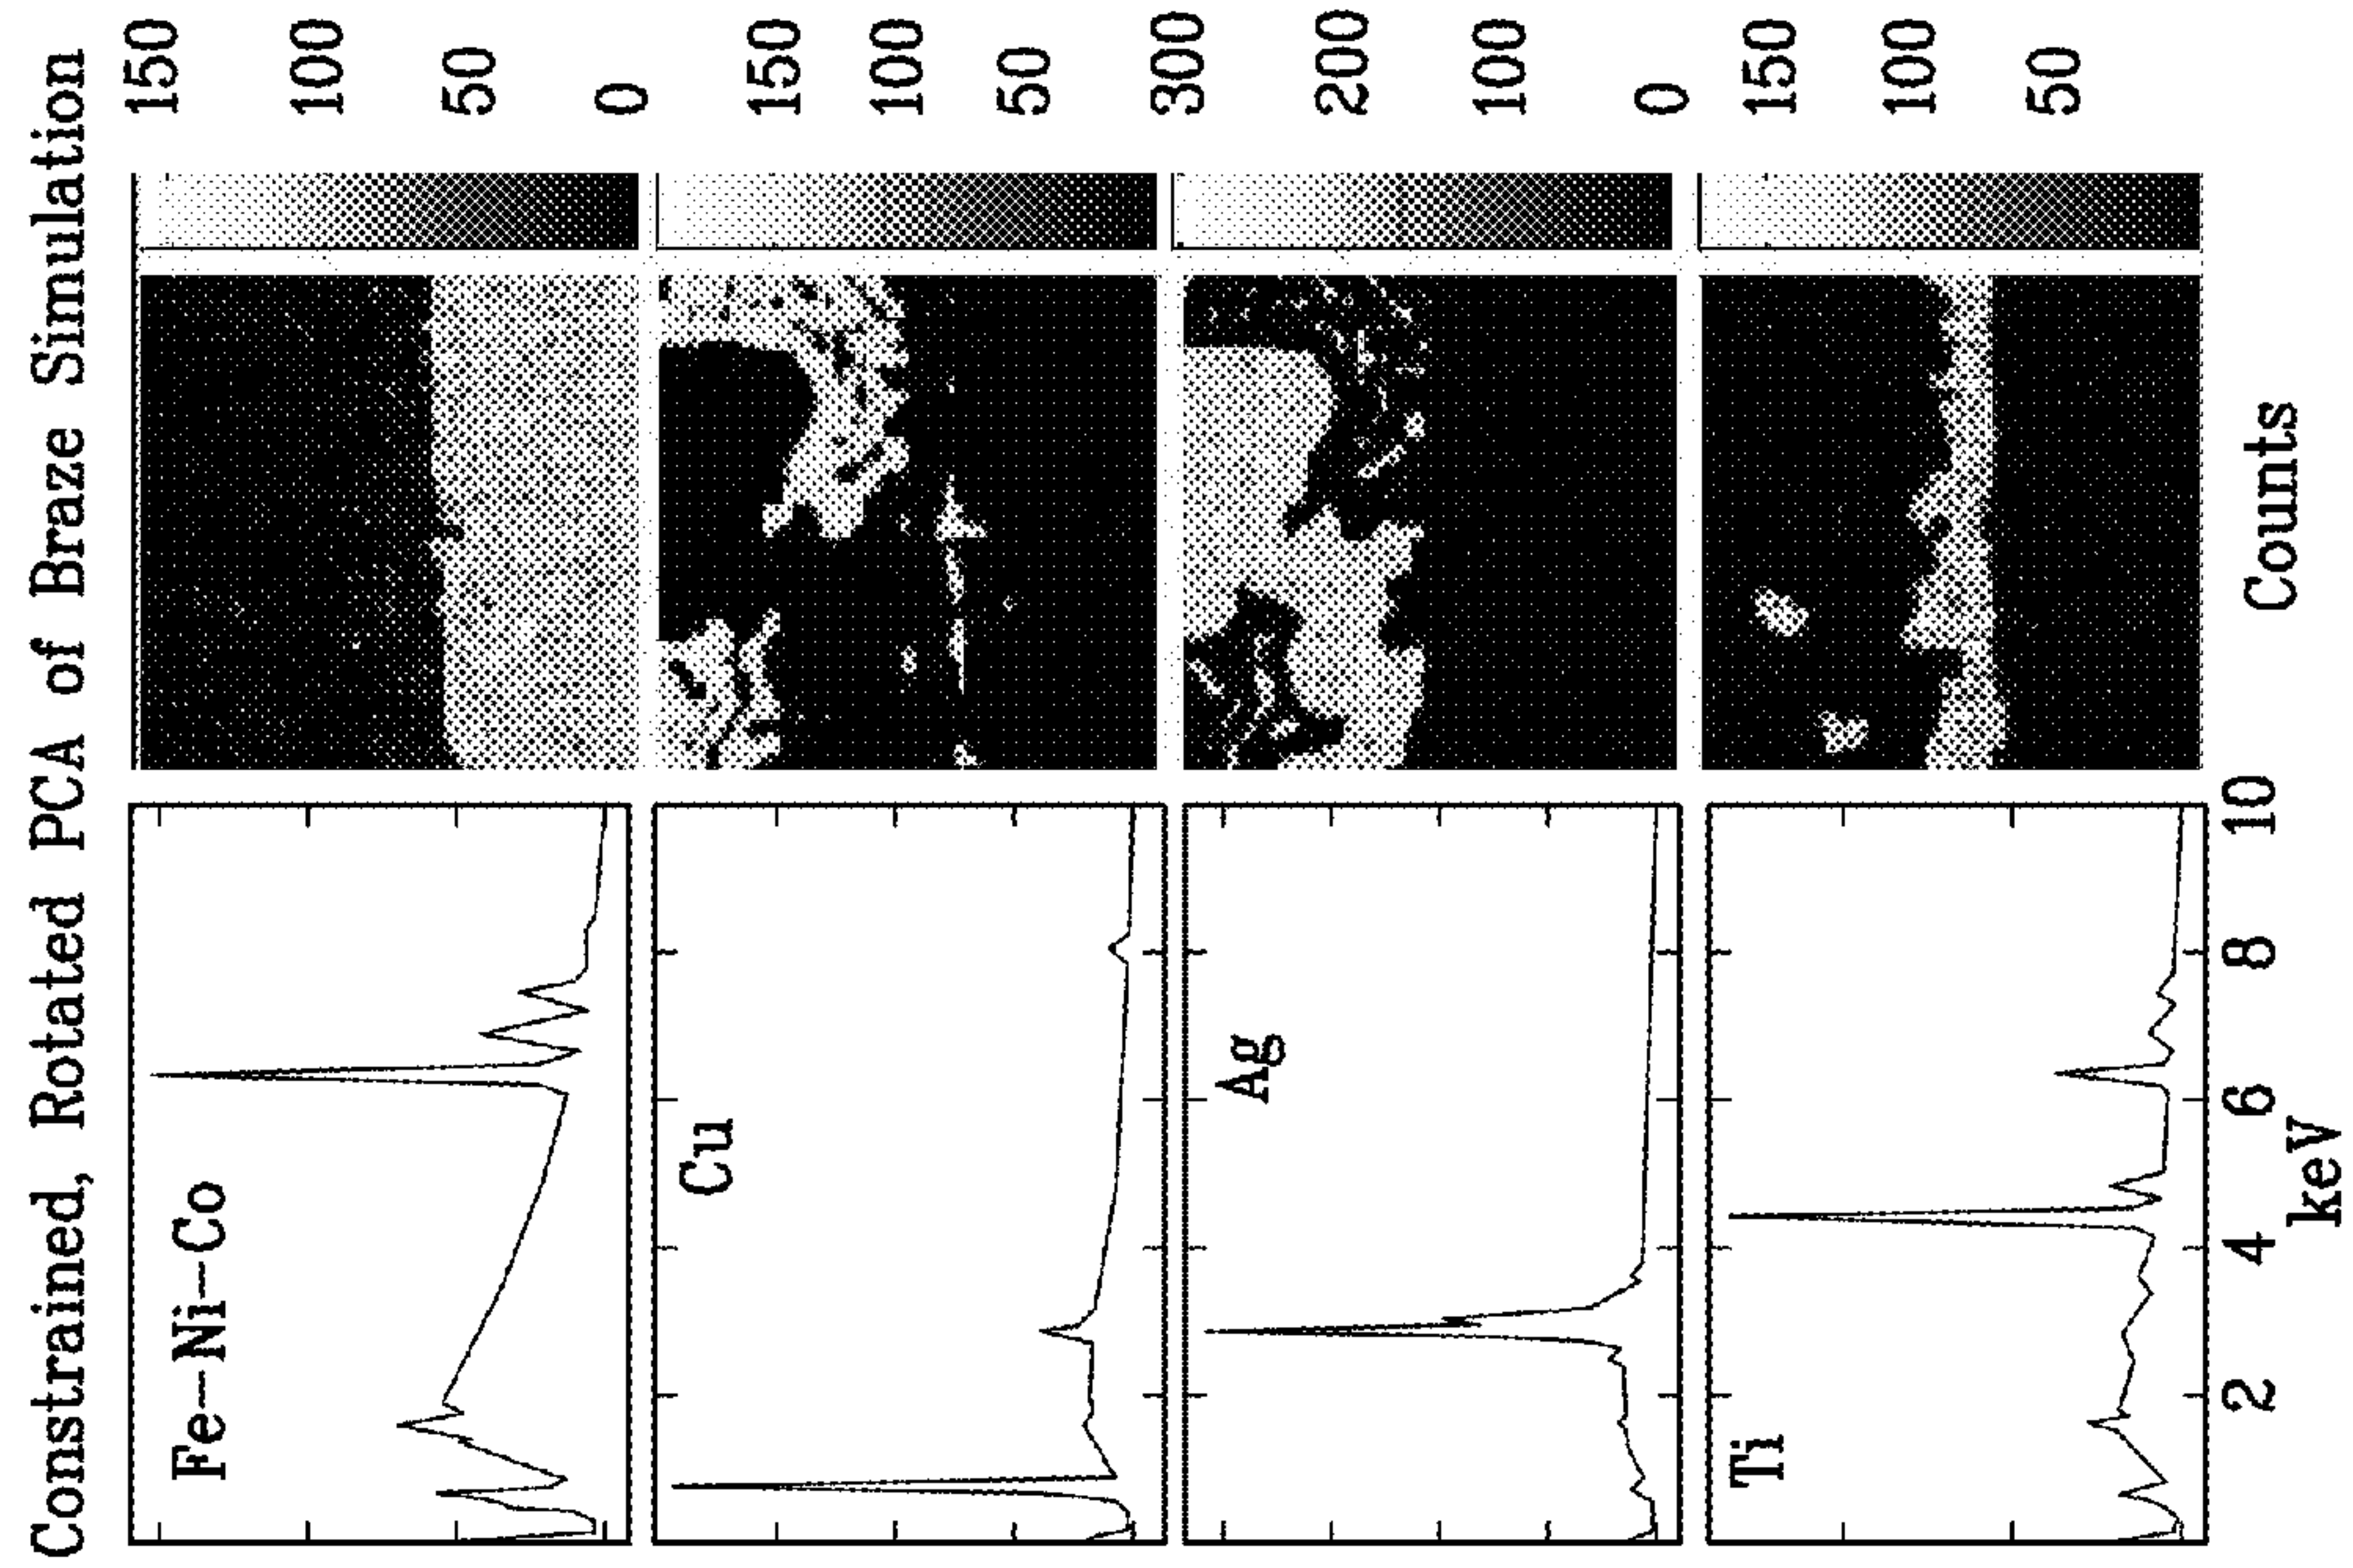 Constrained, Rotated PCA of Braze Simulation
Fe-Ni-Co
150
100
50
0
Cu
150
100
50
Ag
300
200
100
0
Ti
150
100
50
2 4 6 8 10
keV
Counts